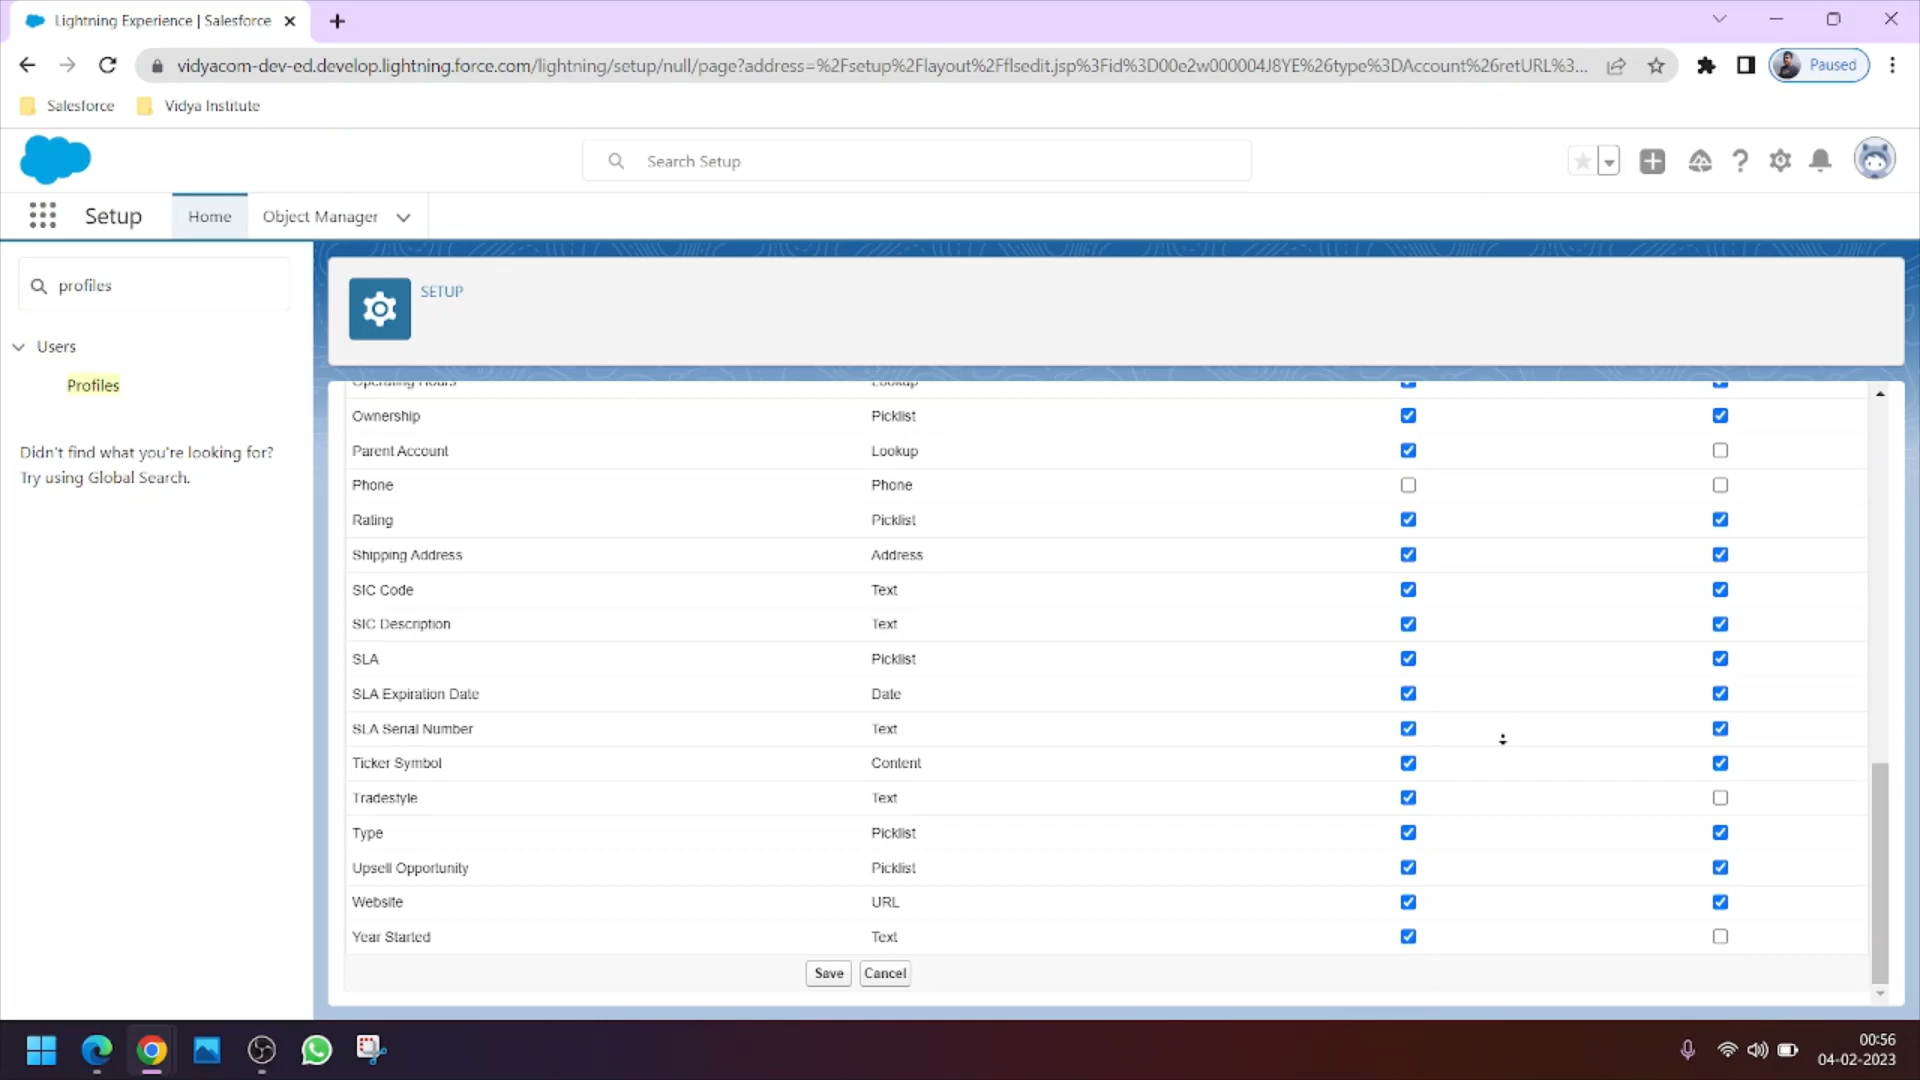 Lightning Experience | Salesforce
vidyacom-dev-ed.develop.lightning.force.com/lightning/setup/null/page?address=%2Fsetup%2Flayout%2Fflsedit.jsp%3Fid%3D00e2w000004J8YE%26type%3DAccount%26retURL%3...
Paused
Salesforce Vidya Institute
Search Setup
Setup Home Object Manager
profiles
Users
Profiles
Didn't find what you're looking for?
Try using Global Search.
SETUP
Operating Hours Lookup
Ownership Picklist
Parent Account Lookup
Phone Phone
Rating Picklist
Shipping Address Address
SIC Code Text
SIC Description Text
SLA Picklist
SLA Expiration Date Date
SLA Serial Number Text
Ticker Symbol Content
Tradestyle Text
Type Picklist
Upsell Opportunity Picklist
Website URL
Year Started Text
Save Cancel
00:56
04-02-2023